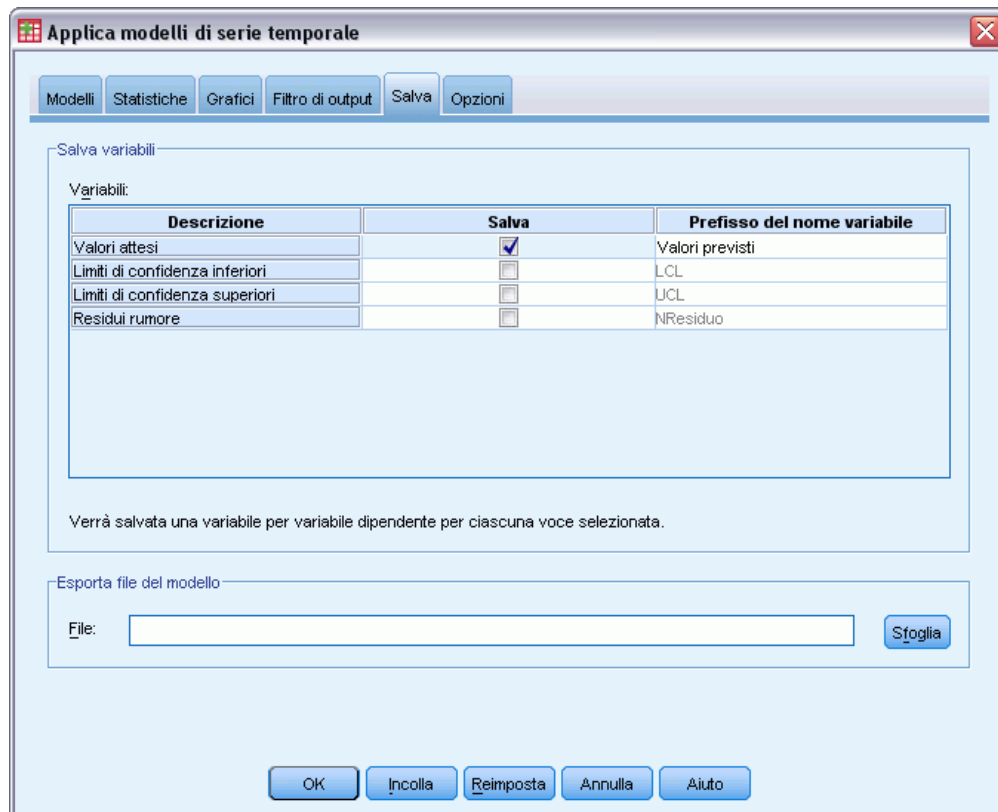 Applica modelli di serie temporale
Modelli Statistiche Grafici Filtro di output Salva Opzioni
Salva variabili
Variabili:
Descrizione Salva Prefisso del nome variabile
Valori attesi Valori previsti
Limiti di confidenza inferiori LCL
Limiti di confidenza superiori UCL
Residui rumore NResiduo
Verrà salvata una variabile per variabile dipendente per ciascuna voce selezionata.
Esporta file del modello
File: Sfoglia
OK Incolla Reimposta Annulla Aiuto